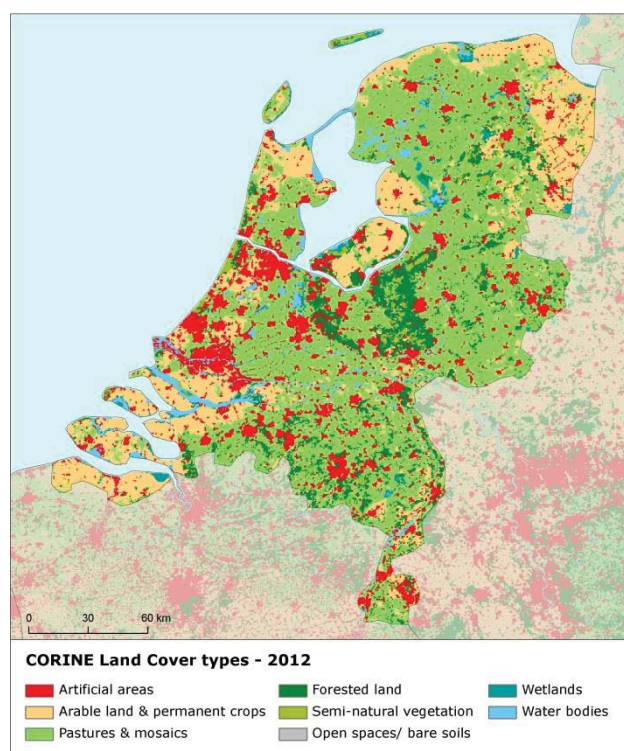 0 30 60 km
CORINE Land Cover types - 2012
Artificial areas
Arable land & permanent crops
Pastures & mosaics
Forested land
Semi-natural vegetation
Open spaces/ bare soils
Wetlands
Water bodies